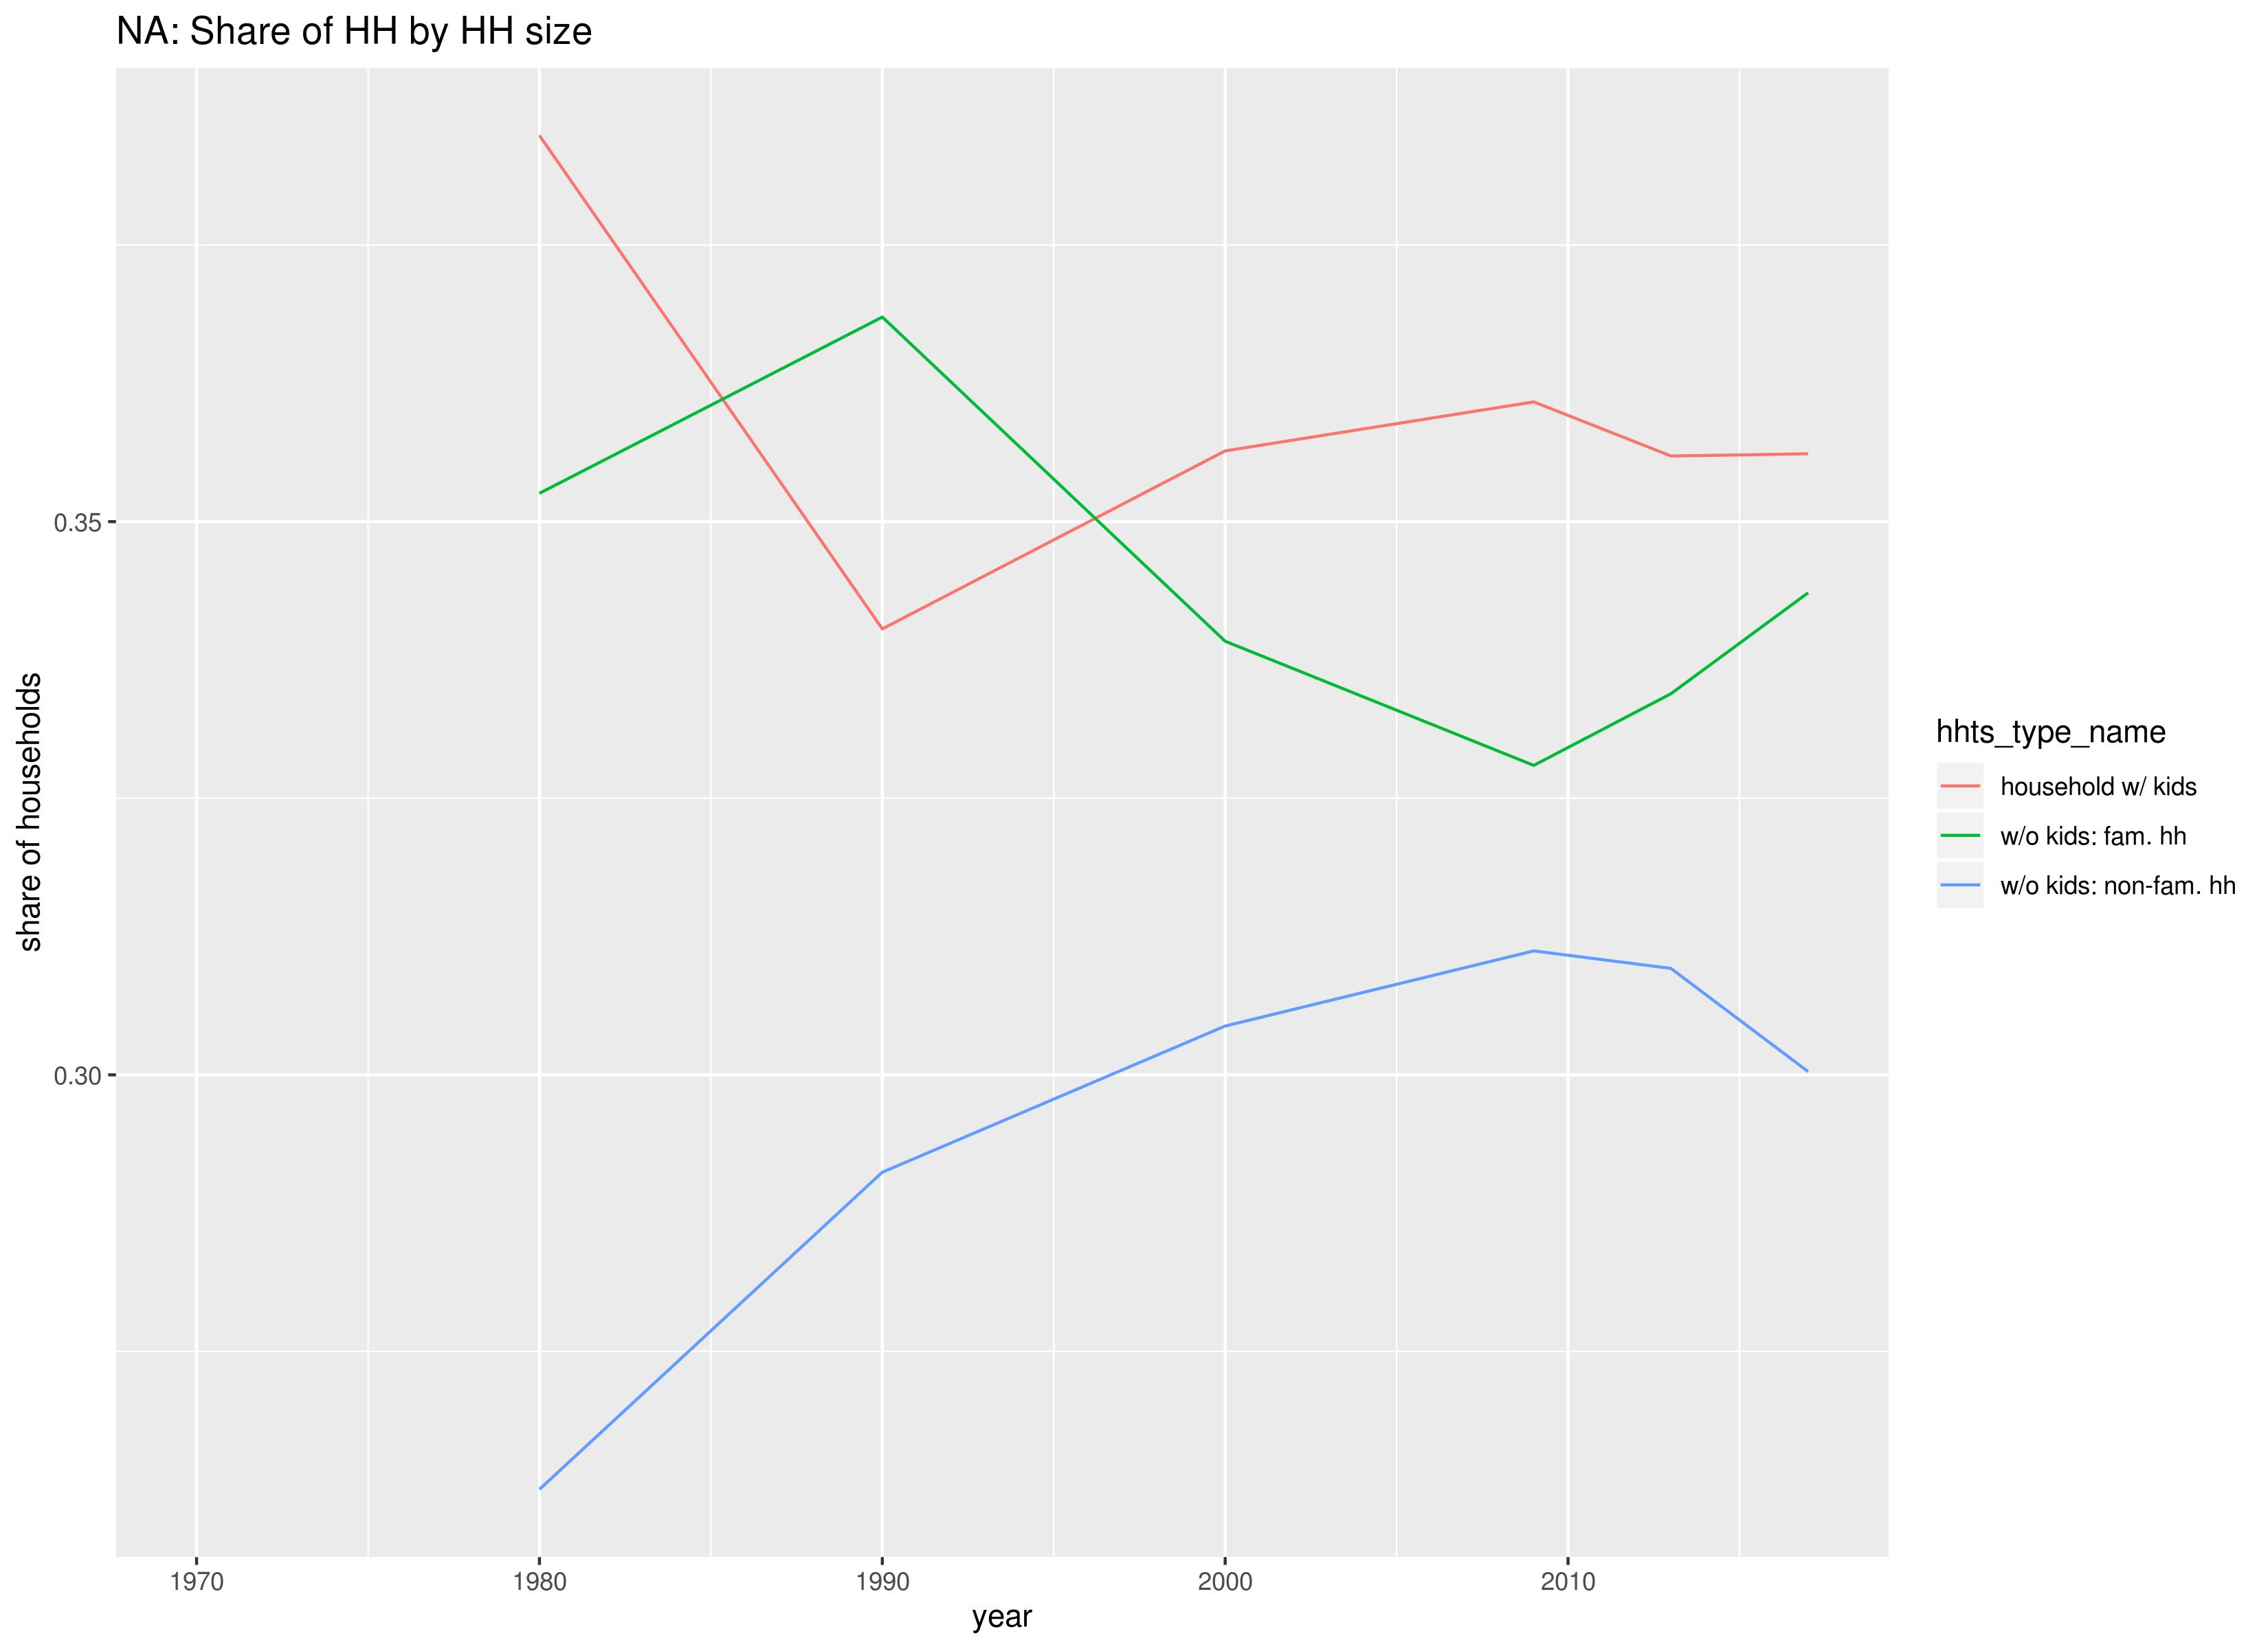 NA: Share of HH by HH size
share of households
0.35
0.30
1970 1980 1990 2000 2010
year
hhts_type_name
household w/ kids
w/o kids: fam. hh
w/o kids: non-fam. hh